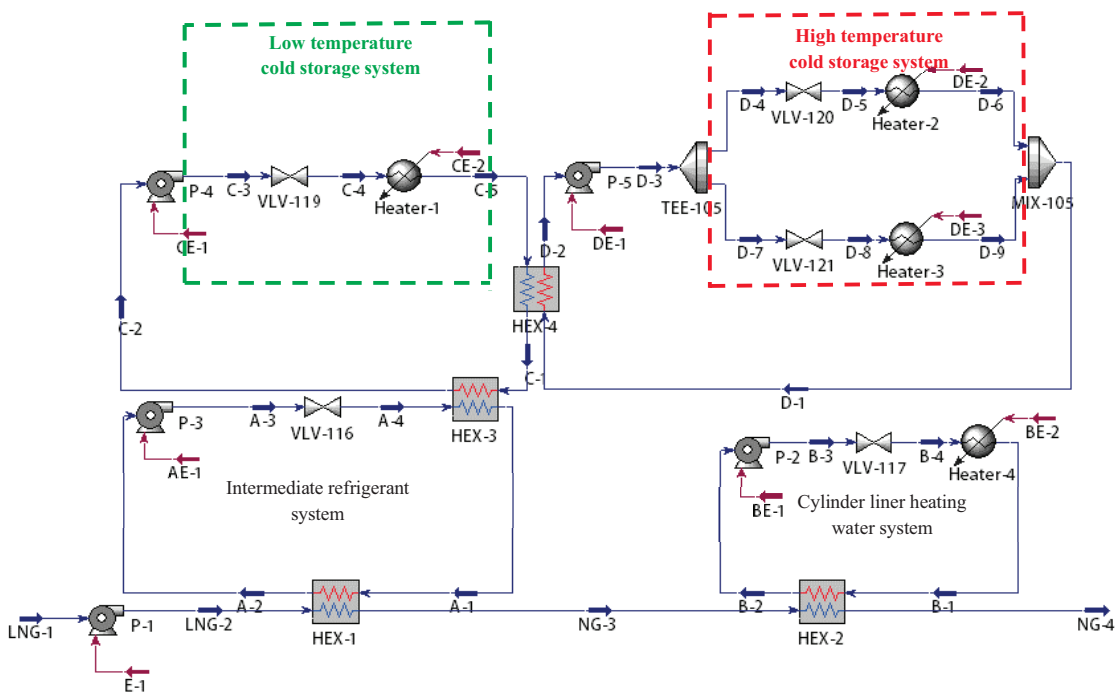 Low temperature
cold storage system
High temperature
cold storage system
DE-2
D-4
D-5
D-6
VLV-120
Heater-2
CE-2
P-4
C-3
C-4
C-5
VLV-119
Heater-1
CE-1
P-5
D-3
TEE-105
MIX-105
DE-1
D-2
DE-3
D-7
D-8
D-9
VLV-121
Heater-3
HEX-4
C-2
C-1
D-1
P-3
A-3
A-4
VLV-116
HEX-3
AE-1
BE-2
P-2
B-3
B-4
VLV-117
Heater-4
BE-1
Intermediate refrigerant
system
Cylinder liner heating
water system
A-2
A-1
B-2
B-1
LNG-1
P-1
LNG-2
HEX-1
NG-3
HEX-2
NG-4
E-1